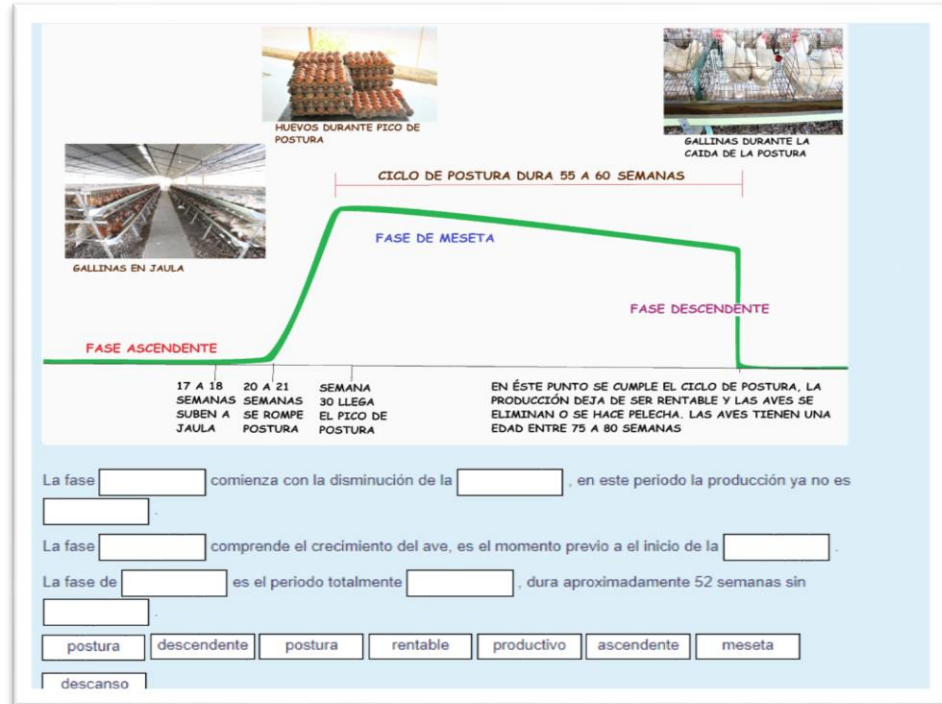 HUEVOS DURANTE PICO DE
POSTURA
GALLINAS DURANTE LA
CAIDA DE LA POSTURA
CICLO DE POSTURA DURA 55 A 60 SEMANAS
FASE DE MESETA
GALLINAS EN JAULA
FASE DESCENDENTE
FASE ASCENDENTE
17 A 18
SEMANAS
SUBEN A
JAULA
20 A 21
SEMANAS
SE ROMPE
POSTURA
SEMANA
30 LLEGA
EL PICO DE
POSTURA
EN ÉSTE PUNTO SE CUMPLE EL CICLO DE POSTURA, LA
PRODUCCIÓN DEJA DE SER RENTABLE Y LAS AVES SE
ELIMINAN O SE HACE PELECHA. LAS AVES TIENEN UNA
EDAD ENTRE 75 A 80 SEMANAS
La fase comienza con la disminución de la , en este periodo la producción ya no es
.
La fase comprende el crecimiento del ave, es el momento previo a el inicio de la .
La fase de es el periodo totalmente , dura aproximadamente 52 semanas sin
.
postura descendente postura rentable productivo ascendente meseta
descanso